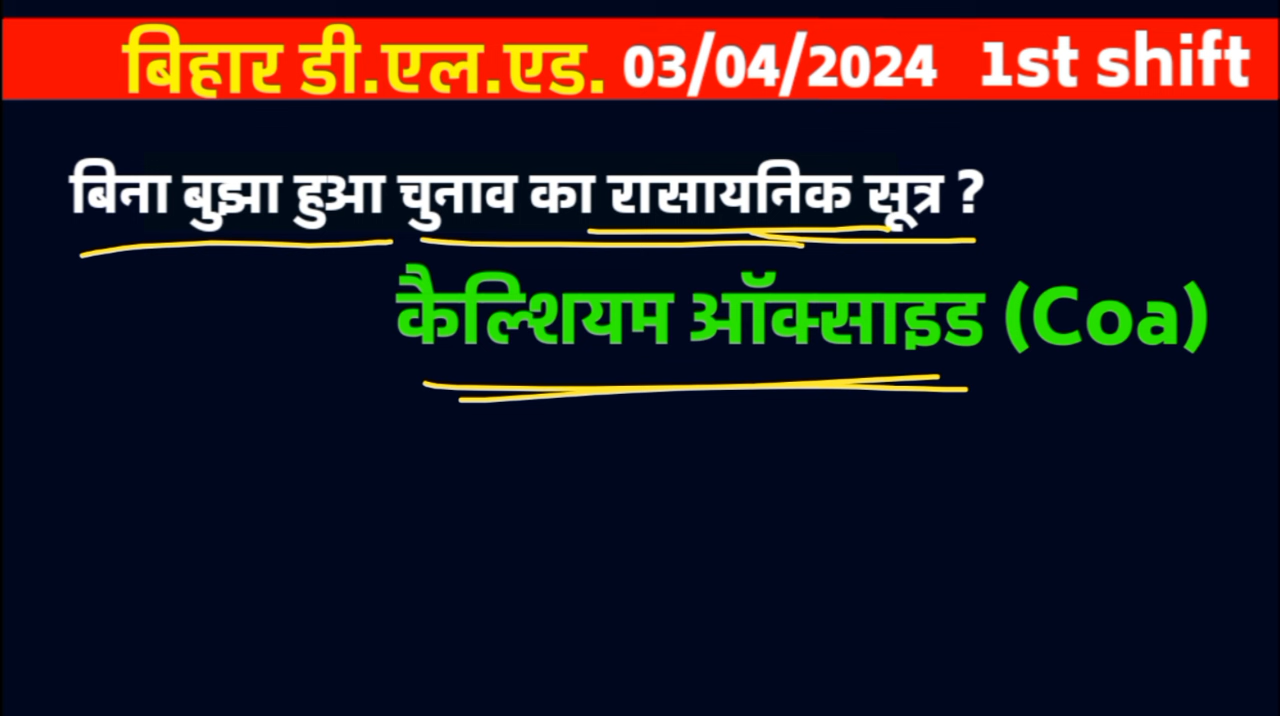 बिहार डी.एल.एड. 03/04/2024 1st shift
बिना बुझा हुआ चुनाव का रासायनिक सूत्र ?
कैल्शियम ऑक्साइड (Coa)